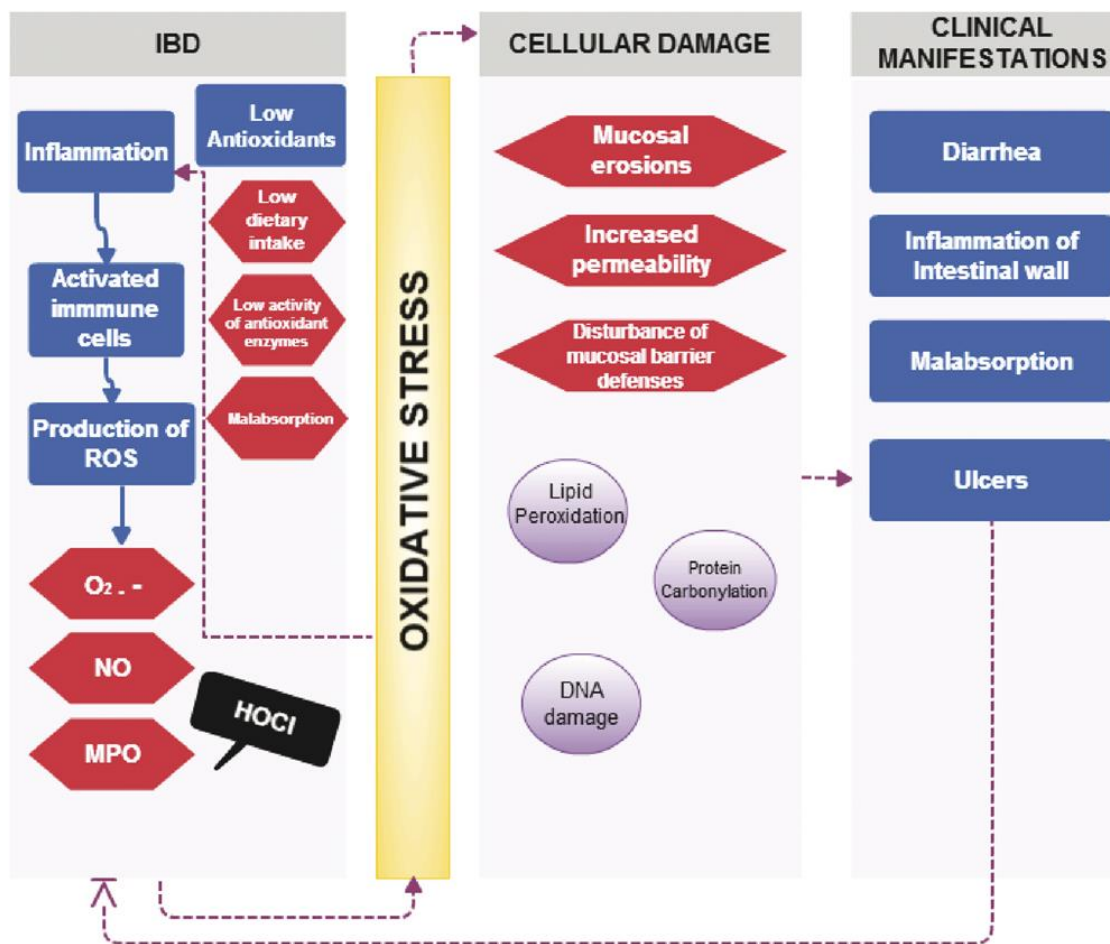 IBD
Inflammation
Low
Antioxidants
Low
dietary
intake
Activated
immmune
cells
Low activity
of antioxidant
enzymes
Malabsorption
Production of
ROS
O₂ . -
NO
MPO
HOCl
OXIDATIVE STRESS
CELLULAR DAMAGE
Mucosal
erosions
Increased
permeability
Disturbance of
mucosal barrier
defenses
Lipid
Peroxidation
Protein
Carbonylation
DNA
damage
CLINICAL
MANIFESTATIONS
Diarrhea
Inflammation of
Intestinal wall
Malabsorption
Ulcers